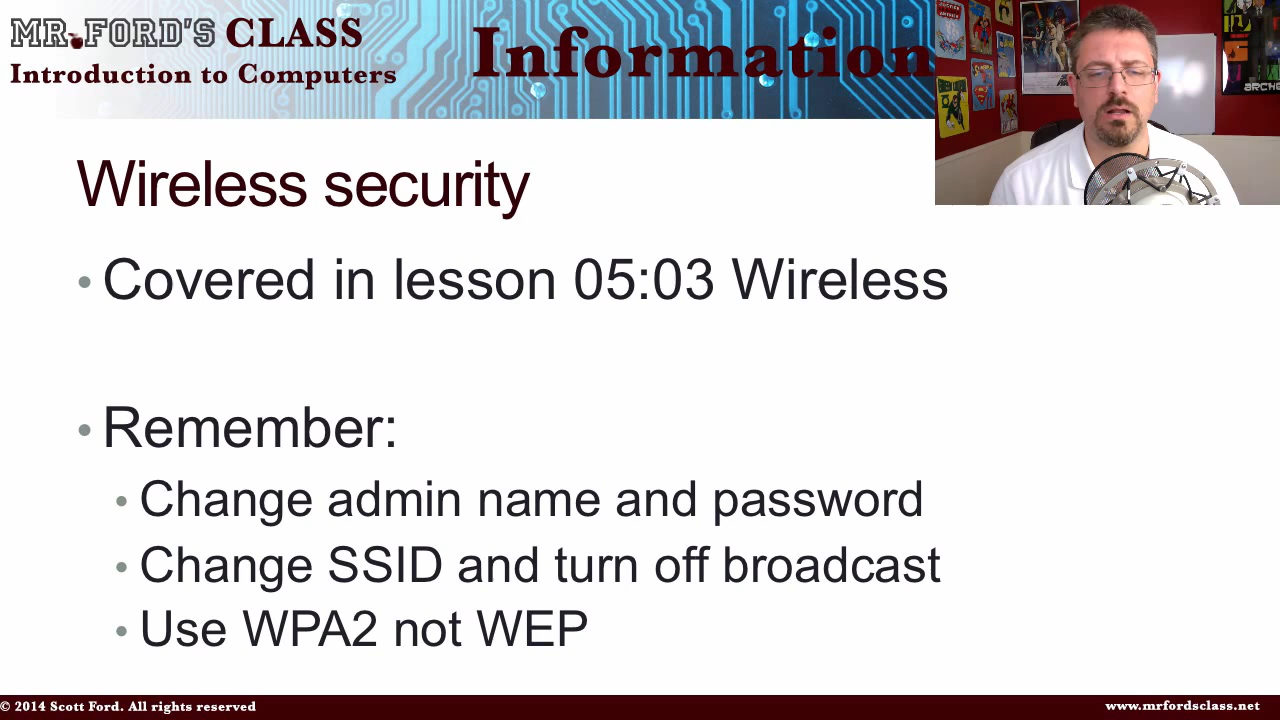 MR. FORD'S CLASS
Introduction to Computers
Information
ARCHE
Wireless security
• Covered in lesson 05:03 Wireless
• Remember:
• Change admin name and password
• Change SSID and turn off broadcast
• Use WPA2 not WEP
© 2014 Scott Ford. All rights reserved
www.mrfordsclass.net